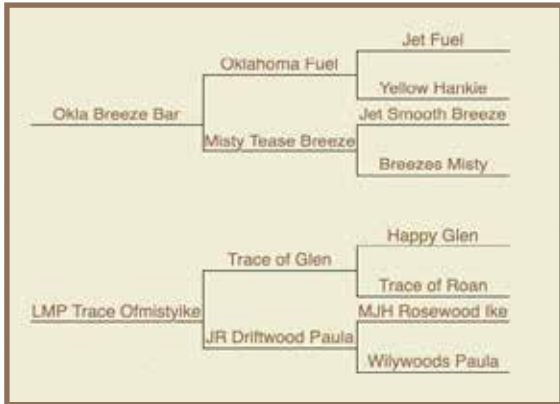 Jet Fuel
Oklahoma Fuel
Yellow Hankie
Okla Breeze Bar
Jet Smooth Breeze
Misty Tease Breeze
Breezes Misty
Happy Glen
Trace of Glen
Trace of Roan
LMP Trace Ofmistyike
MJH Rosewood Ike
JR Driftwood Paula
Wilywoods Paula